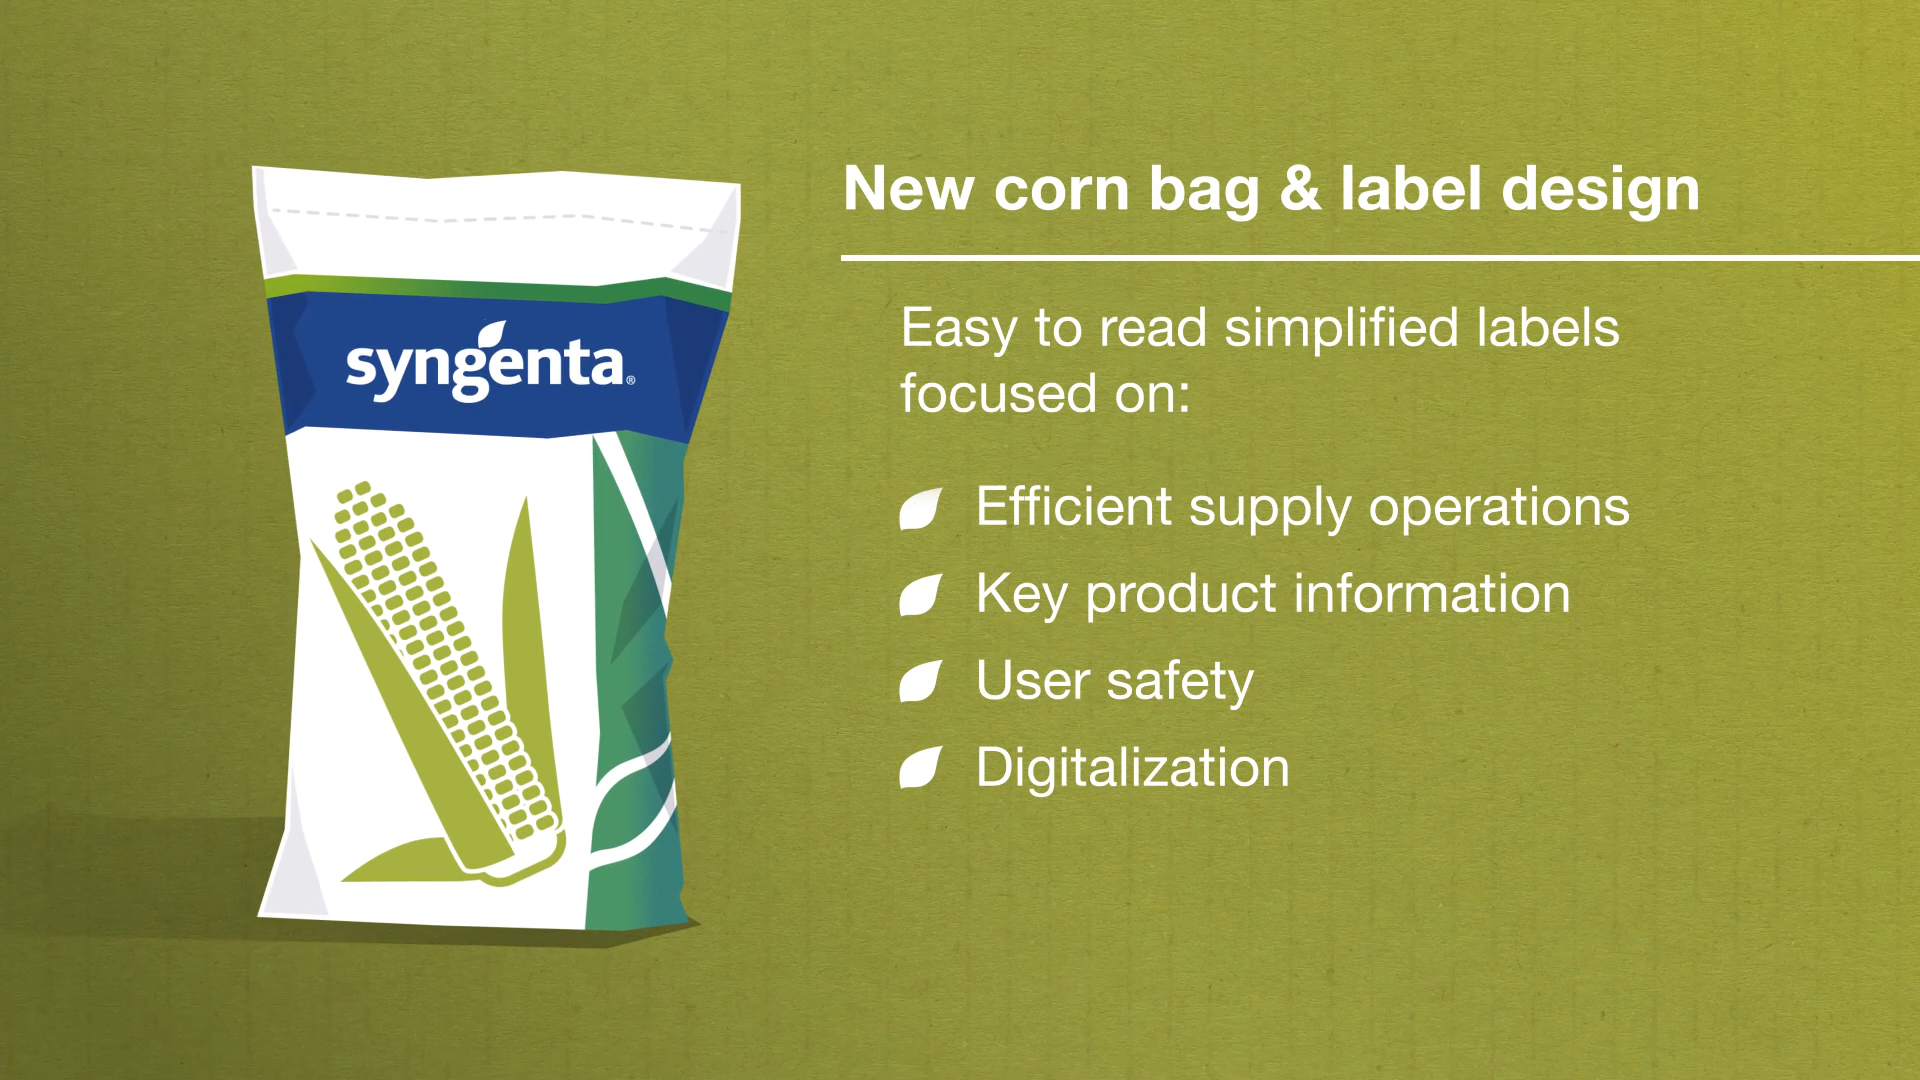 New corn bag & label design
syngenta®
Easy to read simplified labels
focused on:
Efficient supply operations
Key product information
User safety
Digitalization